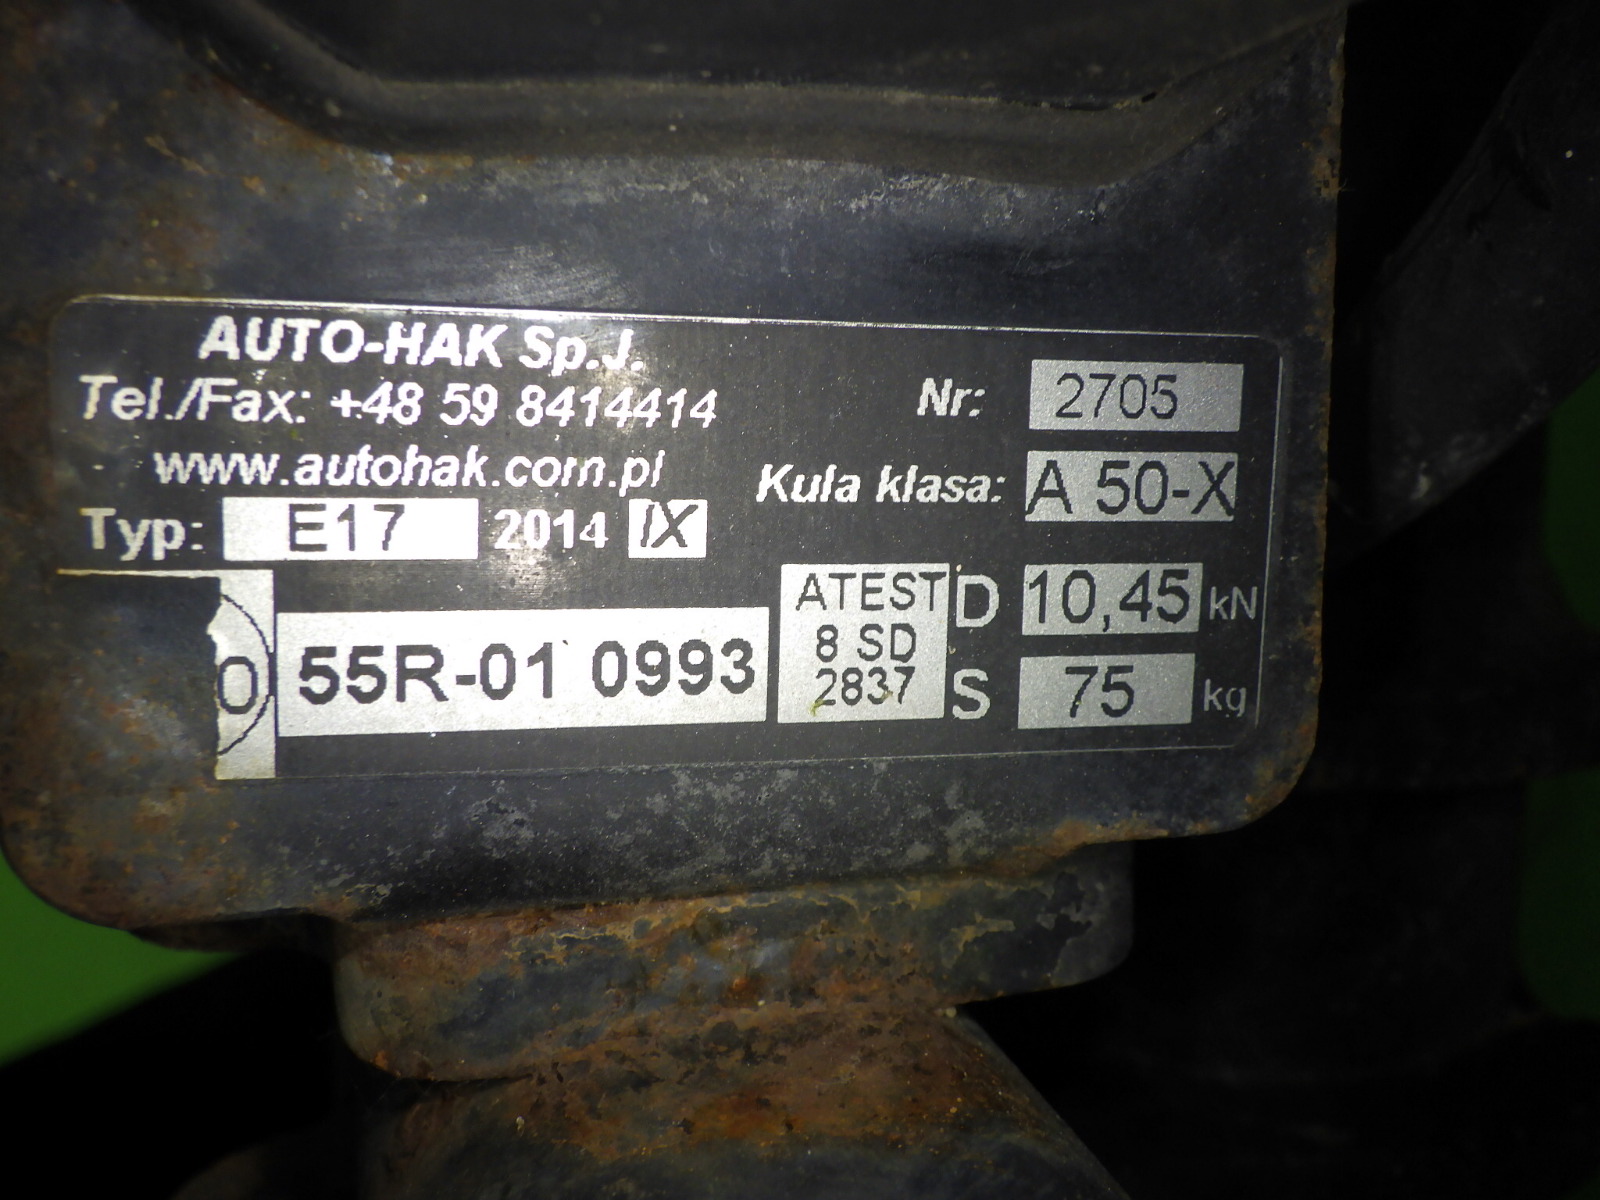 AUTO-HAK Sp.J.
Tel./Fax: +48 59 8414414
www.autohak.com.pl
Typ: E17 2014 IX
Nr: 2705
Kula klasa: A 50-X
55R-01 0993
ATEST
8 SD
2837
D 10,45 kN
S 75 kg